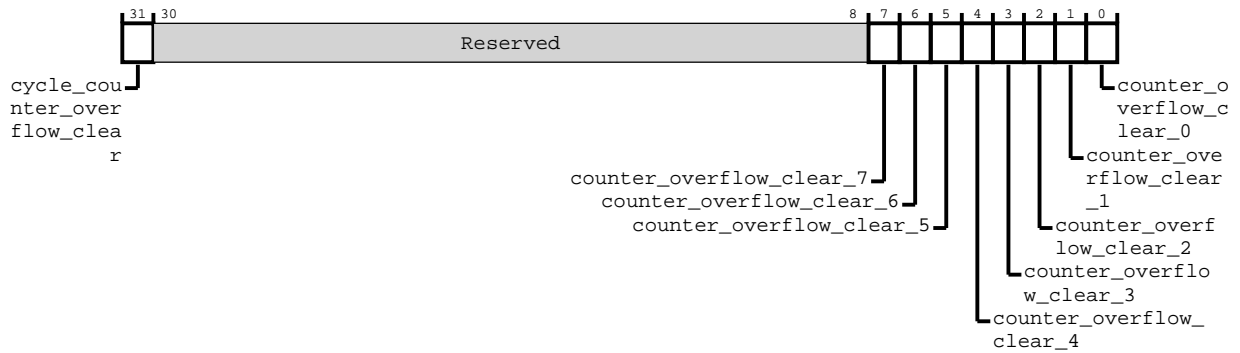 31 30 8 7 6 5 4 3 2 1 0
Reserved
cycle_cou
nter_over
flow_clea
r
counter_o
verflow_c
lear_0
counter_ove
rflow_clear
_1
counter_overflow_clear_7
counter_overflow_clear_6
counter_overflow_clear_5
counter_overf
low_clear_2
counter_overflo
w_clear_3
counter_overflow_
clear_4